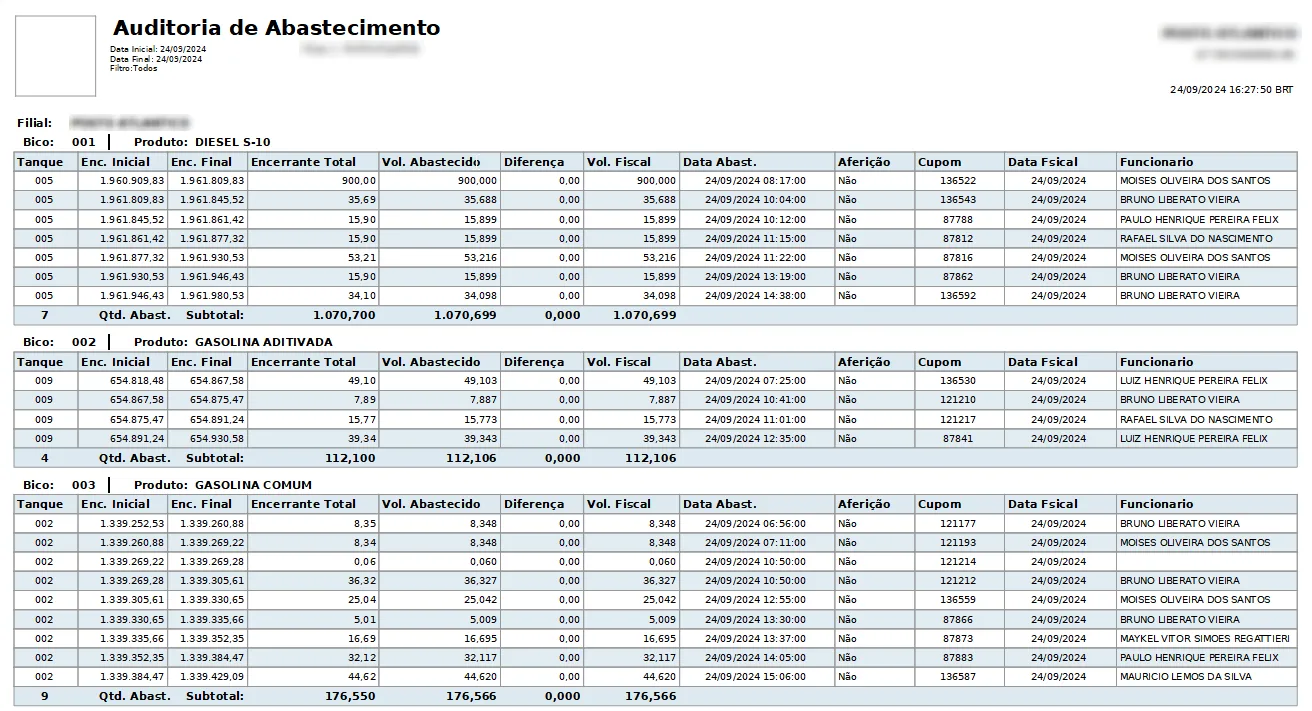 Auditoria de Abastecimento
Data Inicial: 24/09/2024
Data Final: 24/09/2024
Filtro:Todos
24/09/2024 16:27:50 BRT
Filial:
Bico: 001 Produto: DIESEL S-10
Tanque Enc. Inicial Enc. Final Encerrante Total Vol. Abastecido Diferença Vol. Fiscal Data Abast. Aferição Cupom Data Fsical Funcionario
005 1.960.909,83 1.961.809,83 900,00 900,000 0,00 900,000 24/09/2024 08:17:00 Não 136522 24/09/2024 MOISES OLIVEIRA DOS SANTOS
005 1.961.809,83 1.961.845,52 35,69 35,688 0,00 35,688 24/09/2024 10:04:00 Não 136543 24/09/2024 BRUNO LIBERATO VIEIRA
005 1.961.845,52 1.961.861,42 15,90 15,899 0,00 15,899 24/09/2024 10:12:00 Não 87788 24/09/2024 PAULO HENRIQUE PEREIRA FELIX
005 1.961.861,42 1.961.877,32 15,90 15,899 0,00 15,899 24/09/2024 11:15:00 Não 87812 24/09/2024 RAFAEL SILVA DO NASCIMENTO
005 1.961.877,32 1.961.930,53 53,21 53,216 0,00 53,216 24/09/2024 11:22:00 Não 87816 24/09/2024 MOISES OLIVEIRA DOS SANTOS
005 1.961.930,53 1.961.946,43 15,90 15,899 0,00 15,899 24/09/2024 13:19:00 Não 87862 24/09/2024 BRUNO LIBERATO VIEIRA
005 1.961.946,43 1.961.980,53 34,10 34,098 0,00 34,098 24/09/2024 14:38:00 Não 136592 24/09/2024 BRUNO LIBERATO VIEIRA
7 Qtd. Abast. Subtotal: 1.070,700 1.070,699 0,000 1.070,699
Bico: 002 Produto: GASOLINA ADITIVADA
Tanque Enc. Inicial Enc. Final Encerrante Total Vol. Abastecido Diferença Vol. Fiscal Data Abast. Aferição Cupom Data Fsical Funcionario
009 654.818,48 654.867,58 49,10 49,103 0,00 49,103 24/09/2024 07:25:00 Não 136530 24/09/2024 LUIZ HENRIQUE PEREIRA FELIX
009 654.867,58 654.875,47 7,89 7,887 0,00 7,887 24/09/2024 10:41:00 Não 121210 24/09/2024 BRUNO LIBERATO VIEIRA
009 654.875,47 654.891,24 15,77 15,773 0,00 15,773 24/09/2024 11:01:00 Não 121217 24/09/2024 RAFAEL SILVA DO NASCIMENTO
009 654.891,24 654.930,58 39,34 39,343 0,00 39,343 24/09/2024 12:35:00 Não 87841 24/09/2024 LUIZ HENRIQUE PEREIRA FELIX
4 Qtd. Abast. Subtotal: 112,100 112,106 0,000 112,106
Bico: 003 Produto: GASOLINA COMUM
Tanque Enc. Inicial Enc. Final Encerrante Total Vol. Abastecido Diferença Vol. Fiscal Data Abast. Aferição Cupom Data Fsical Funcionario
002 1.339.252,53 1.339.260,88 8,35 8,348 0,00 8,348 24/09/2024 06:56:00 Não 121177 24/09/2024 BRUNO LIBERATO VIEIRA
002 1.339.260,88 1.339.269,22 8,34 8,348 0,00 8,348 24/09/2024 07:11:00 Não 121193 24/09/2024 MOISES OLIVEIRA DOS SANTOS
002 1.339.269,22 1.339.269,28 0,06 0,060 0,00 0,060 24/09/2024 10:50:00 Não 121214 24/09/2024
002 1.339.269,28 1.339.305,61 36,32 36,327 0,00 36,327 24/09/2024 10:50:00 Não 121212 24/09/2024 BRUNO LIBERATO VIEIRA
002 1.339.305,61 1.339.330,65 25,04 25,042 0,00 25,042 24/09/2024 12:55:00 Não 136559 24/09/2024 MOISES OLIVEIRA DOS SANTOS
002 1.339.330,65 1.339.335,66 5,01 5,009 0,00 5,009 24/09/2024 13:30:00 Não 87866 24/09/2024 BRUNO LIBERATO VIEIRA
002 1.339.335,66 1.339.352,35 16,69 16,695 0,00 16,695 24/09/2024 13:37:00 Não 87873 24/09/2024 MAYKEL VITOR SIMOES REGATTIERI
002 1.339.352,35 1.339.384,47 32,12 32,117 0,00 32,117 24/09/2024 14:05:00 Não 87883 24/09/2024 PAULO HENRIQUE PEREIRA FELIX
002 1.339.384,47 1.339.429,09 44,62 44,620 0,00 44,620 24/09/2024 15:06:00 Não 136587 24/09/2024 MAURICIO LEMOS DA SILVA
9 Qtd. Abast. Subtotal: 176,550 176,566 0,000 176,566